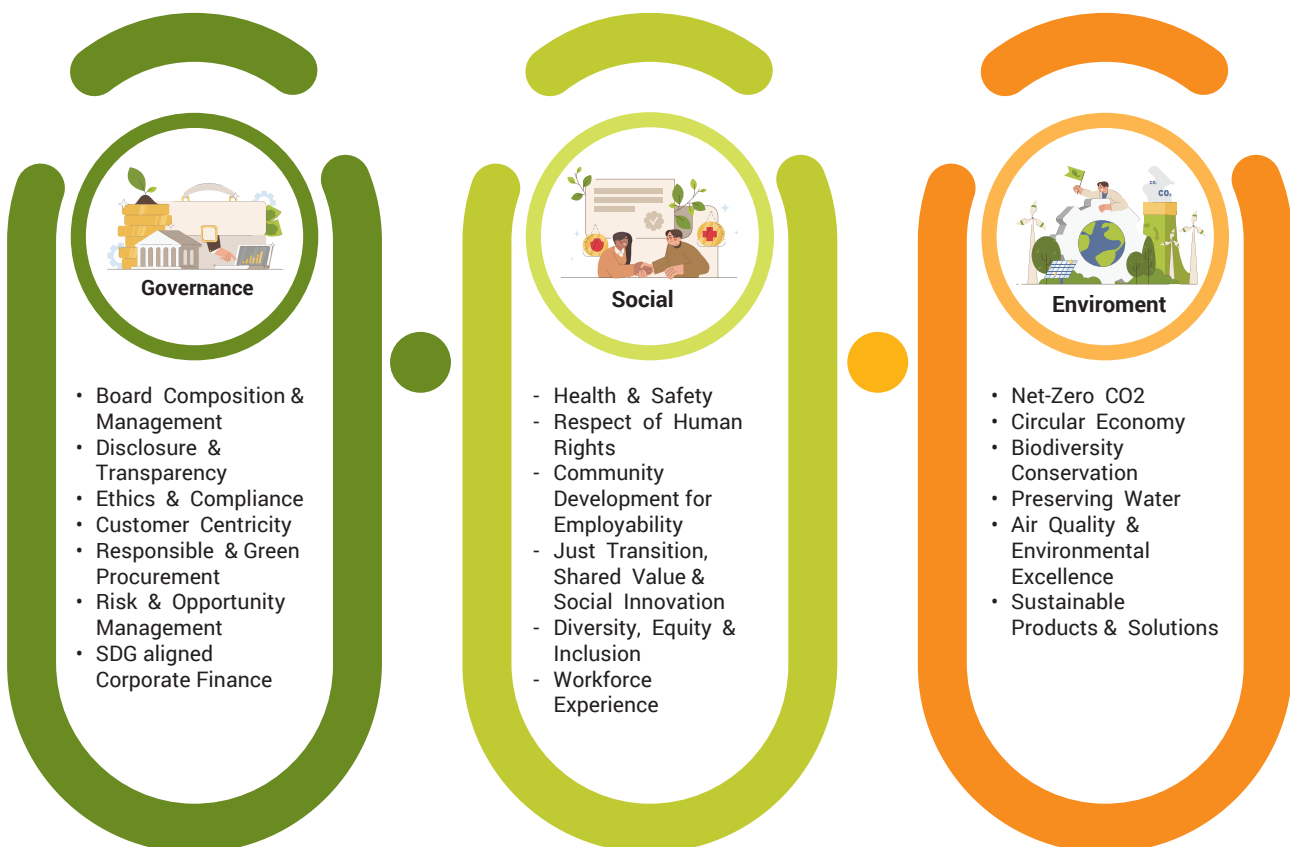 Governance
• Board Composition &
Management
• Disclosure &
Transparency
• Ethics & Compliance
• Customer Centricity
• Responsible & Green
Procurement
• Risk & Opportunity
Management
• SDG aligned
Corporate Finance
Social
- Health & Safety
- Respect of Human
Rights
- Community
Development for
Employability
- Just Transition,
Shared Value &
Social Innovation
- Diversity, Equity &
Inclusion
- Workforce
Experience
CO₂
CO₂
Enviroment
• Net-Zero CO2
• Circular Economy
• Biodiversity
Conservation
• Preserving Water
• Air Quality &
Environmental
Excellence
• Sustainable
Products & Solutions